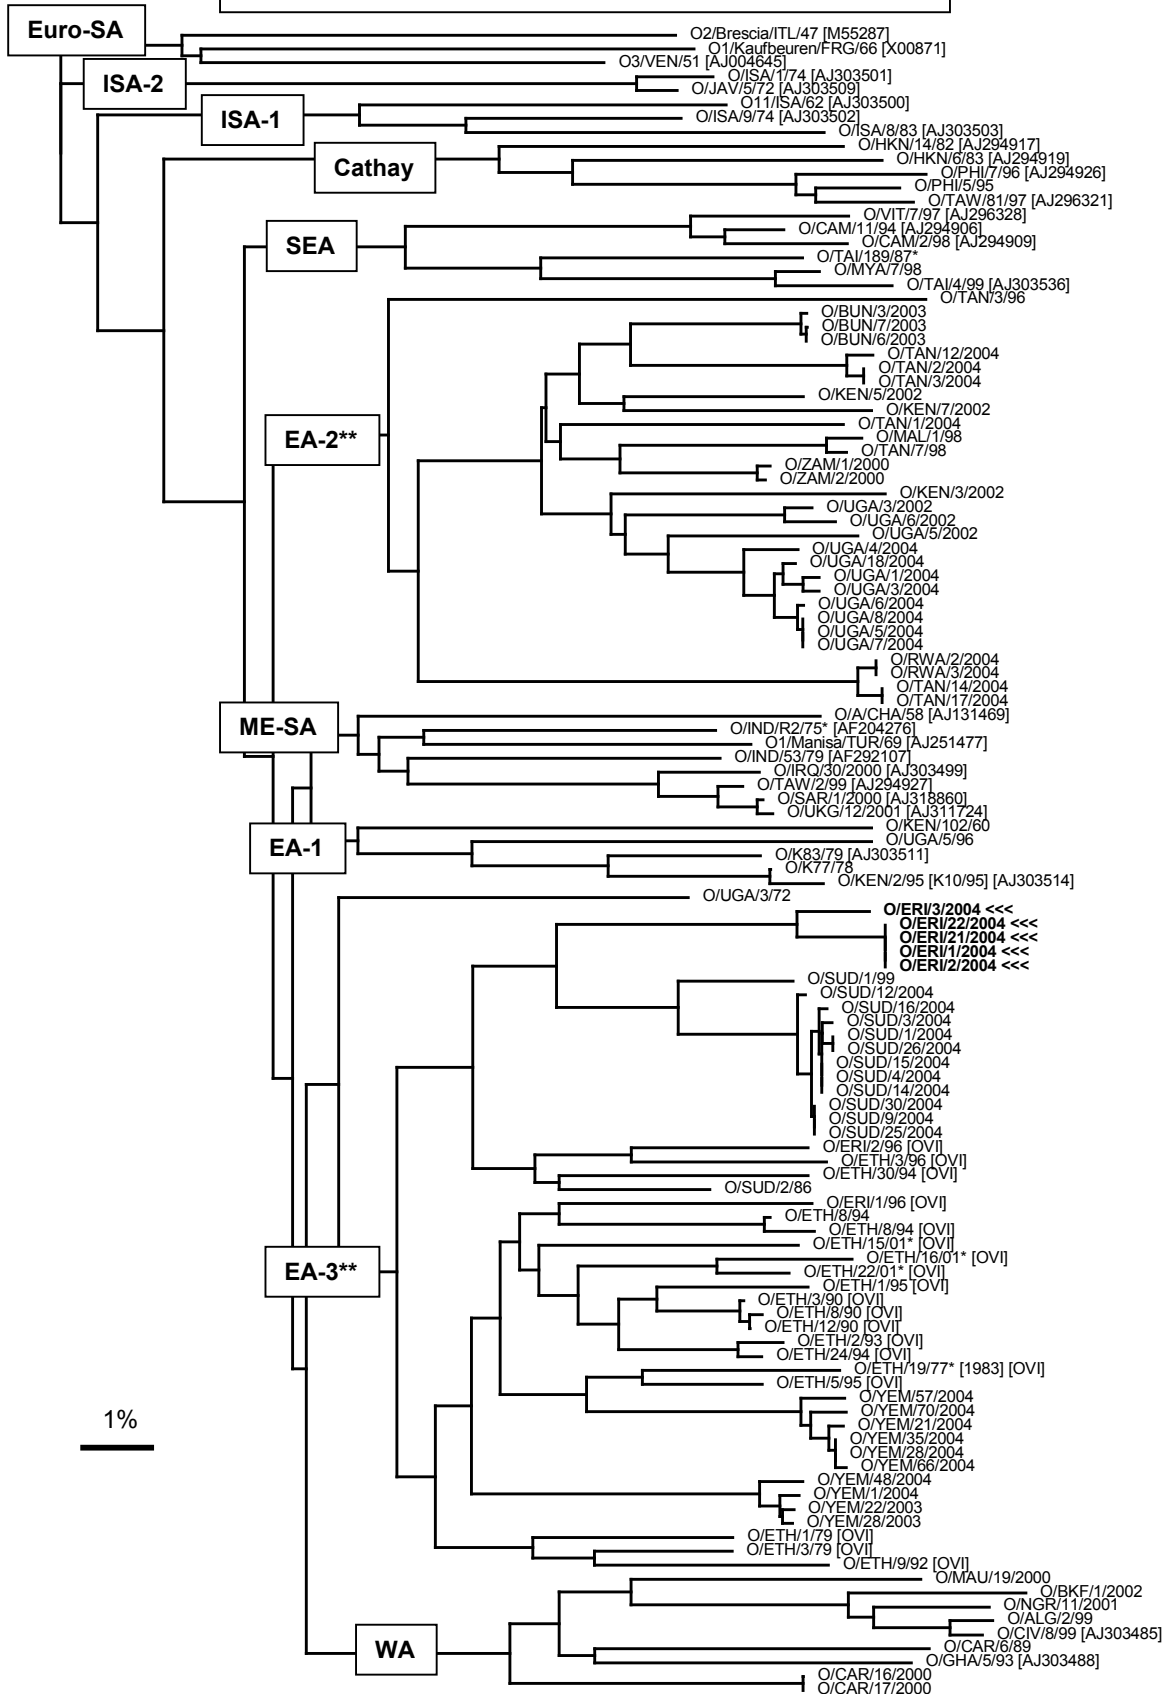 Euro-SA
O2/Brescia/ITL/47 [M55287]
O1/Kaufbeuren/FRG/66 [X00871]
O3/VEN/51 [AJ004645]
ISA-2
O/ISA/1/74 [AJ303501]
O/JAV/5/72 [AJ303509]
ISA-1
O11/ISA/62 [AJ303500]
O/ISA/9/74 [AJ303502]
O/ISA/8/83 [AJ303503]
Cathay
O/HKN/14/82 [AJ294917]
O/HKN/6/83 [AJ294919]
O/PHI/7/96 [AJ294926]
O/PHI/5/95
O/TAW/81/97 [AJ296321]
SEA
O/VIT/7/97 [AJ296328]
O/CAM/11/94 [AJ294906]
O/CAM/2/98 [AJ294909]
O/TAI/189/87*
O/MYA/7/98
O/TAI/4/99 [AJ303536]
O/TAN/3/96
O/BUN/3/2003
O/BUN/7/2003
O/BUN/6/2003
O/TAN/12/2004
O/TAN/2/2004
O/TAN/3/2004
O/KEN/5/2002
O/KEN/7/2002
EA-2**
O/TAN/1/2004
O/MAL/1/98
O/TAN/7/98
O/ZAM/1/2000
O/ZAM/2/2000
O/KEN/3/2002
O/UGA/3/2002
O/UGA/6/2002
O/UGA/5/2002
O/UGA/4/2004
O/UGA/18/2004
O/UGA/1/2004
O/UGA/3/2004
O/UGA/6/2004
O/UGA/8/2004
O/UGA/5/2004
O/UGA/7/2004
O/RWA/2/2004
O/RWA/3/2004
O/TAN/14/2004
O/TAN/17/2004
ME-SA
O/A/CHA/58 [AJ131469]
O/IND/R2/75* [AF204276]
O1/Manisa/TUR/69 [AJ251477]
O/IND/53/79 [AF292107]
O/IRQ/30/2000 [AJ303499]
O/TAW/2/99 [AJ294927]
O/SAR/1/2000 [AJ318860]
O/UKG/12/2001 [AJ311724]
EA-1
O/KEN/102/60
O/UGA/5/96
O/K83/79 [AJ303511]
O/K77/78
O/KEN/2/95 [K10/95] [AJ303514]
O/UGA/3/72
O/ERI/3/2004 <<<
O/ERI/22/2004 <<<
O/ERI/21/2004 <<<
O/ERI/1/2004 <<<
O/ERI/2/2004 <<<
O/SUD/1/99
O/SUD/12/2004
O/SUD/16/2004
O/SUD/3/2004
O/SUD/1/2004
O/SUD/26/2004
O/SUD/15/2004
O/SUD/4/2004
O/SUD/14/2004
O/SUD/30/2004
O/SUD/9/2004
O/SUD/25/2004
O/ERI/2/96 [OVI]
O/ETH/3/96 [OVI]
O/ETH/30/94 [OVI]
O/SUD/2/86
O/ERI/1/96 [OVI]
O/ETH/8/94
O/ETH/8/94 [OVI]
O/ETH/15/01* [OVI]
EA-3**
O/ETH/16/01* [OVI]
O/ETH/22/01* [OVI]
O/ETH/1/95 [OVI]
O/ETH/3/90 [OVI]
O/ETH/8/90 [OVI]
O/ETH/12/90 [OVI]
O/ETH/2/93 [OVI]
O/ETH/24/94 [OVI]
O/ETH/19/77* [1983] [OVI]
O/ETH/5/95 [OVI]
O/YEM/57/2004
O/YEM/70/2004
1%
O/YEM/21/2004
O/YEM/35/2004
O/YEM/28/2004
O/YEM/66/2004
O/YEM/48/2004
O/YEM/1/2004
O/YEM/22/2003
O/YEM/28/2003
O/ETH/1/79 [OVI]
O/ETH/3/79 [OVI]
O/ETH/9/92 [OVI]
O/MAU/19/2000
O/BKF/1/2002
O/NGR/11/2001
O/ALG/2/99
O/CIV/8/99 [AJ303485]
WA
O/CAR/6/89
O/GHA/5/93 [AJ303488]
O/CAR/16/2000
O/CAR/17/2000